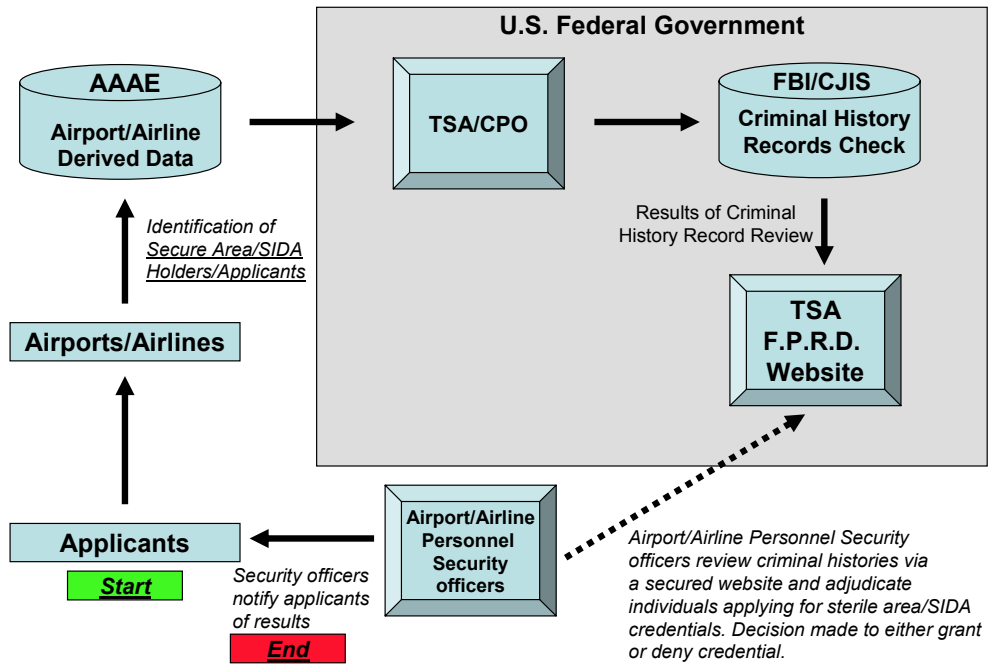 U.S. Federal Government
AAAE
Airport/Airline
Derived Data
TSA/CPO
FBI/CJIS
Criminal History
Records Check
Identification of
Secure Area/SIDA
Holders/Applicants
Results of Criminal
History Record Review
Airports/Airlines
TSA
F.P.R.D.
Website
Applicants
Start
Security officers
notify applicants
of results
End
Airport/Airline
Personnel
Security
officers
Airport/Airline Personnel Security
officers review criminal histories via
a secured website and adjudicate
individuals applying for sterile area/SIDA
credentials. Decision made to either grant
or deny credential.